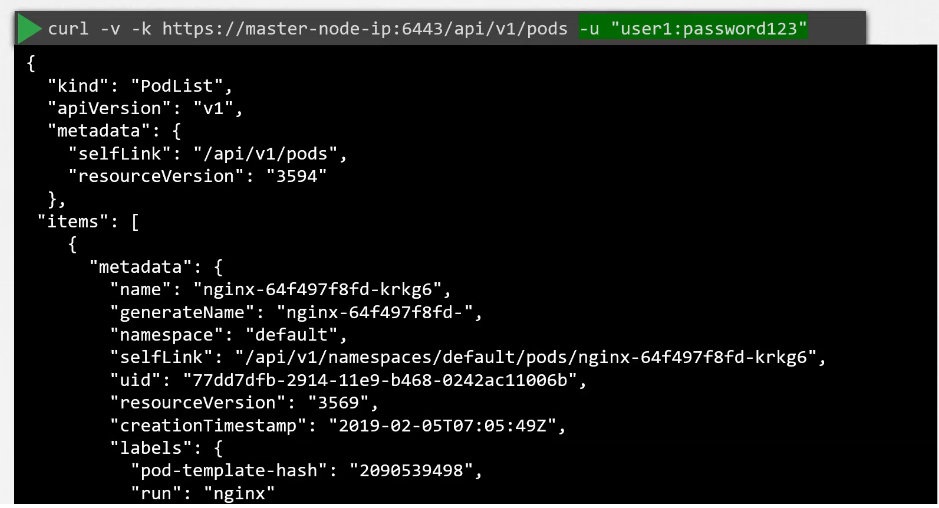 curl -v -k https://master-node-ip:6443/api/v1/pods -u "user1:password123"
{
"kind": "PodList",
"apiVersion": "v1",
"metadata": {
"selfLink": "/api/v1/pods",
"resourceVersion": "3594"
},
"items": [
{
"metadata": {
"name": "nginx-64f497f8fd-krkg6",
"generateName": "nginx-64f497f8fd-",
"namespace": "default",
"selfLink": "/api/v1/namespaces/default/pods/nginx-64f497f8fd-krkg6",
"uid": "77dd7dfb-2914-11e9-b468-0242ac11006b",
"resourceVersion": "3569",
"creationTimestamp": "2019-02-05T07:05:49Z",
"labels": {
"pod-template-hash": "2090539498",
"run": "nginx"